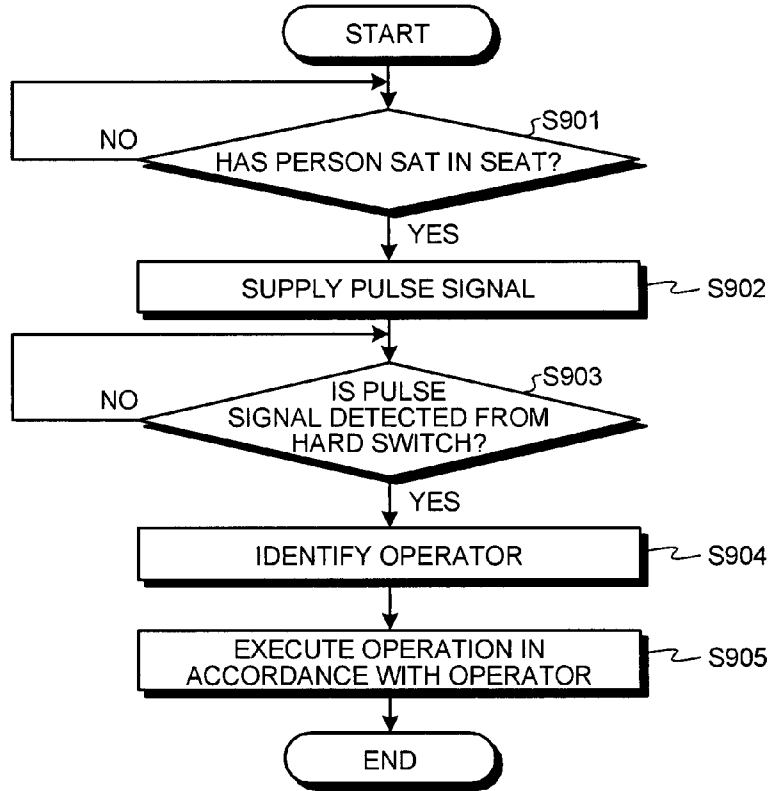 START
S901
NO
HAS PERSON SAT IN SEAT?
YES
SUPPLY PULSE SIGNAL
S902
S903
NO
IS PULSE
SIGNAL DETECTED FROM
HARD SWITCH?
YES
IDENTIFY OPERATOR
S904
EXECUTE OPERATION IN
ACCORDANCE WITH OPERATOR
S905
END